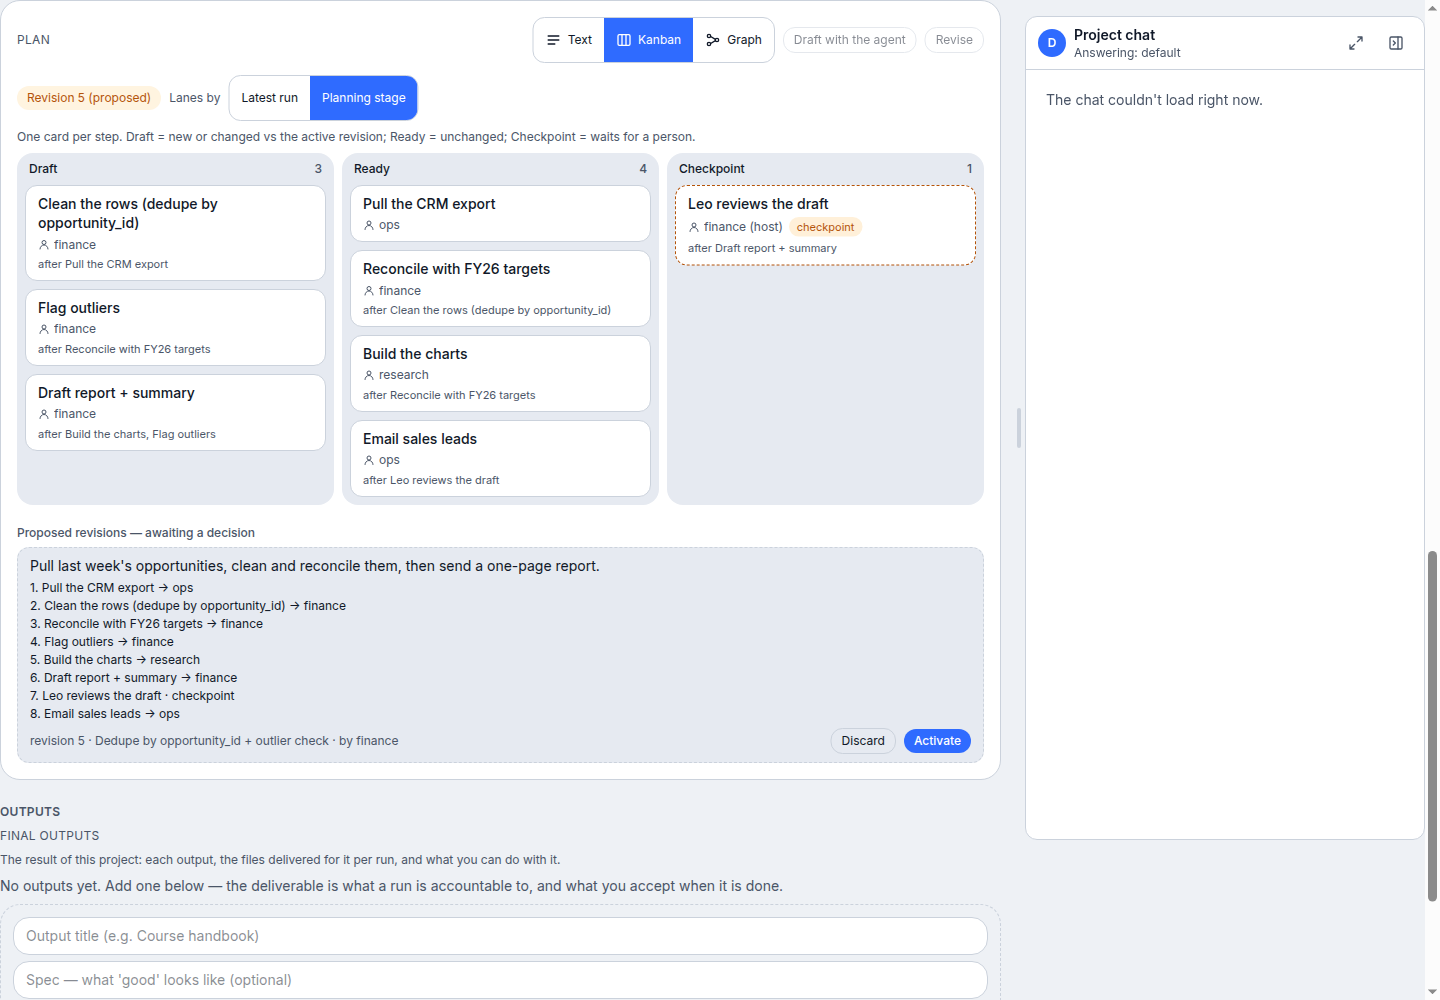 PLAN
Text
Kanban
Graph
Draft with the agent
Revise
Revision 5 (proposed)
Lanes by
Latest run
Planning stage
One card per step. Draft = new or changed vs the active revision; Ready = unchanged; Checkpoint = waits for a person.
Draft
3
Clean the rows (dedupe by
opportunity_id)
finance
after Pull the CRM export
Flag outliers
finance
after Reconcile with FY26 targets
Draft report + summary
finance
after Build the charts, Flag outliers
Ready
4
Pull the CRM export
ops
Reconcile with FY26 targets
finance
after Clean the rows (dedupe by opportunity_id)
Build the charts
research
after Reconcile with FY26 targets
Email sales leads
ops
after Leo reviews the draft
Checkpoint
1
Leo reviews the draft
finance (host)
checkpoint
after Draft report + summary
Proposed revisions — awaiting a decision
Pull last week's opportunities, clean and reconcile them, then send a one-page report.
1. Pull the CRM export → ops
2. Clean the rows (dedupe by opportunity_id) → finance
3. Reconcile with FY26 targets → finance
4. Flag outliers → finance
5. Build the charts → research
6. Draft report + summary → finance
7. Leo reviews the draft · checkpoint
8. Email sales leads → ops
revision 5 · Dedupe by opportunity_id + outlier check · by finance
Discard
Activate
OUTPUTS
FINAL OUTPUTS
The result of this project: each output, the files delivered for it per run, and what you can do with it.
No outputs yet. Add one below — the deliverable is what a run is accountable to, and what you accept when it is done.
Output title (e.g. Course handbook)
Spec — what 'good' looks like (optional)
D
Project chat
Answering: default
The chat couldn't load right now.